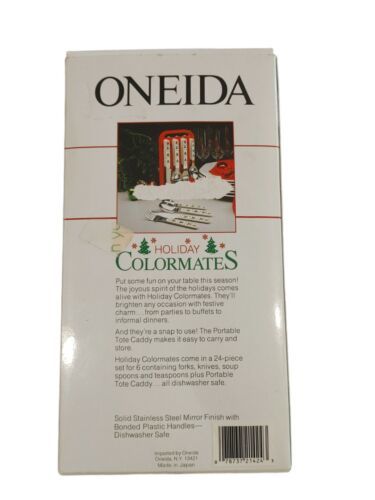 ONEIDA
HOLIDAY
COLORMATES
Put some fun on your table this season!
The joyous spirit of the holidays comes
alive with Holiday Colormates. They'll
brighten any occasion with festive
charm... from parties to buffets to
informal dinners.
And they're a snap to use! The Portable
Tote Caddy makes it easy to carry and
store.
Holiday Colormates come in a 24-piece
set for 6 containing forks, knives, soup
spoons and teaspoons plus Portable
Tote Caddy... all dishwasher safe.
Solid Stainless Steel Mirror Finish with
Bonded Plastic Handles—
Dishwasher Safe
Imported by Oneida
Oneida, N.Y. 13421
Made in Japan
78737 21424